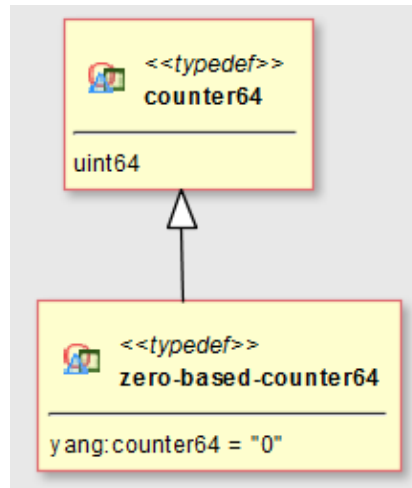 <<typedef>>
counter64
uint64
<<typedef>>
zero-based-counter64
yang:counter64 = "0"